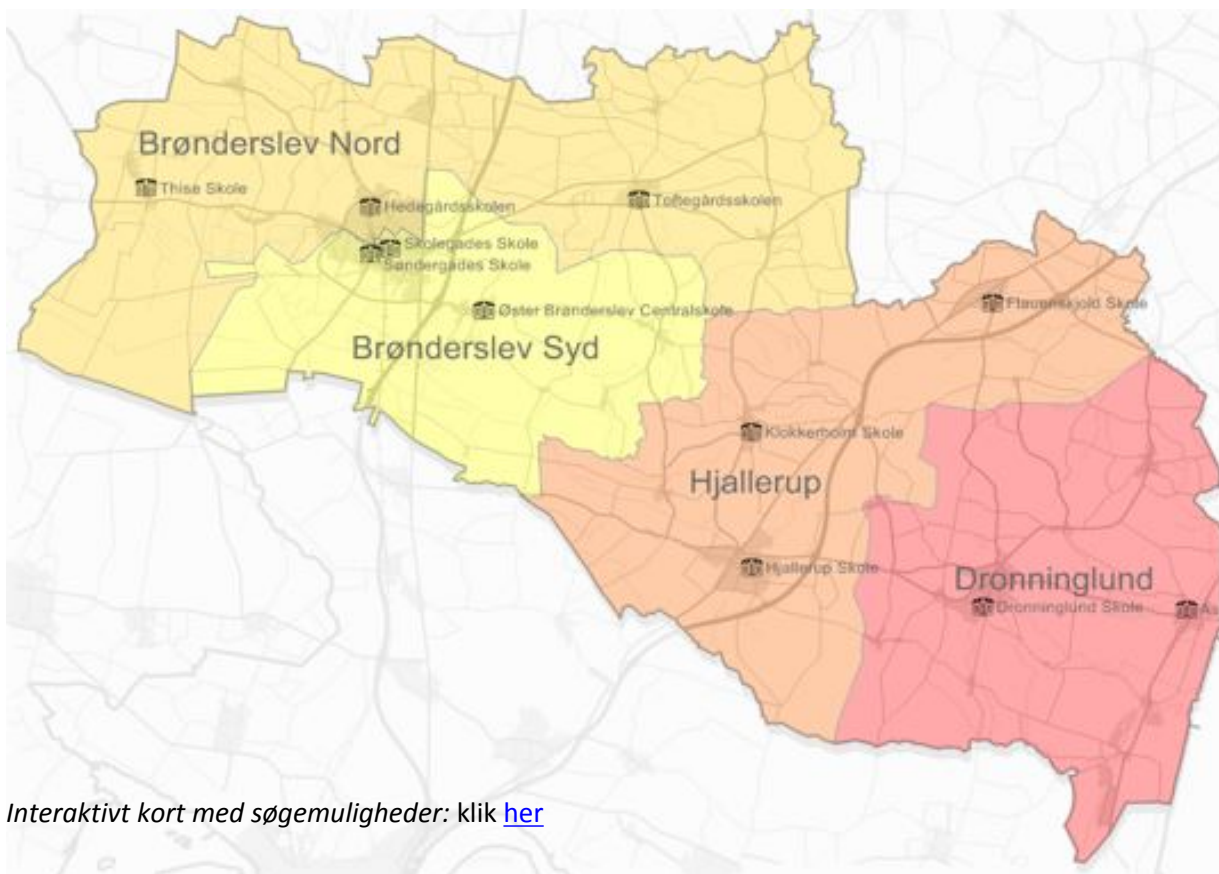 Brønderslev Nord
Thise Skole
Hedegårdsskolen
Toftegårdsskolen
Skolegades Skole
Søndergades Skole
Flauenskjold Skole
Øster Brønderslev Centralskole
Brønderslev Syd
Klokkerholm Skole
Hjallerup
Hjallerup Skole
Dronninglund
Dronninglund Skole
Interaktivt kort med søgemuligheder: klik her